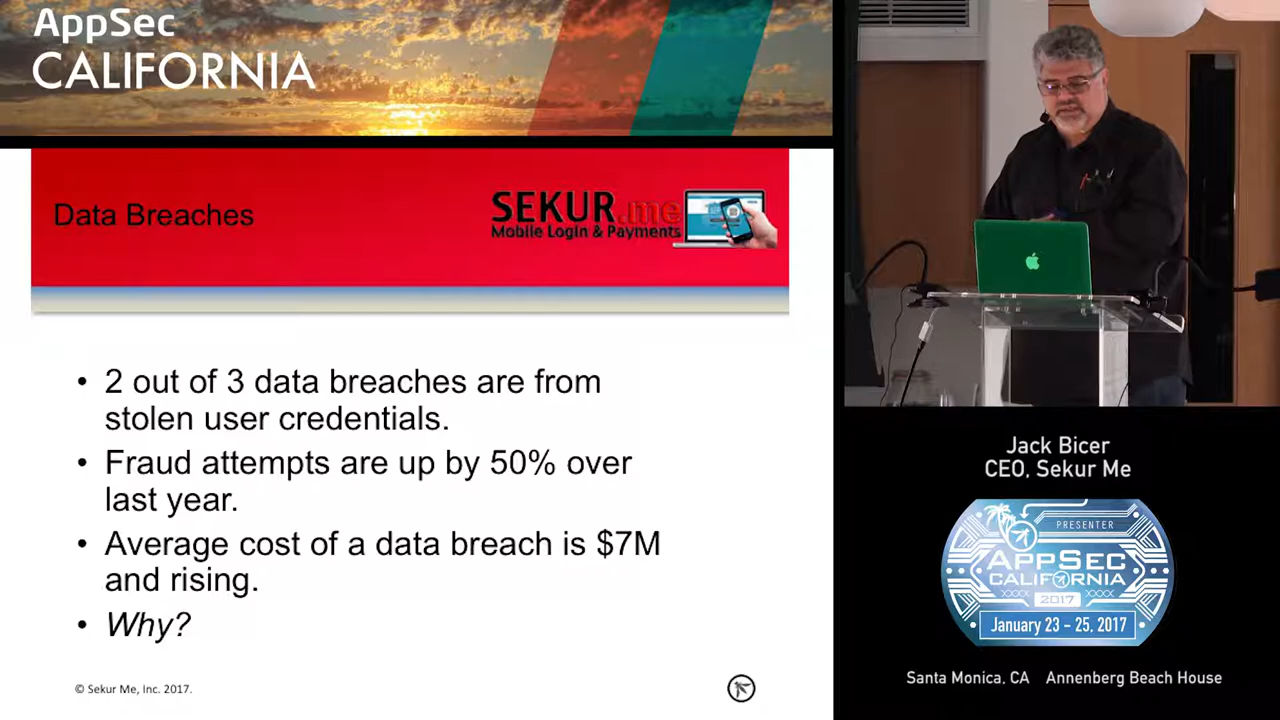 AppSec
CALIFORNIA
Data Breaches
SEKUR.me
Mobile Login & Payments
• 2 out of 3 data breaches are from
stolen user credentials.
• Fraud attempts are up by 50% over
last year.
• Average cost of a data breach is $7M
and rising.
• Why?
© Sekur Me, Inc. 2017.
Jack Bicer
CEO, Sekur Me
PRESENTER
APPSEC
CALIFORNIA
2017
January 23 – 25, 2017
Santa Monica, CA Annenberg Beach House